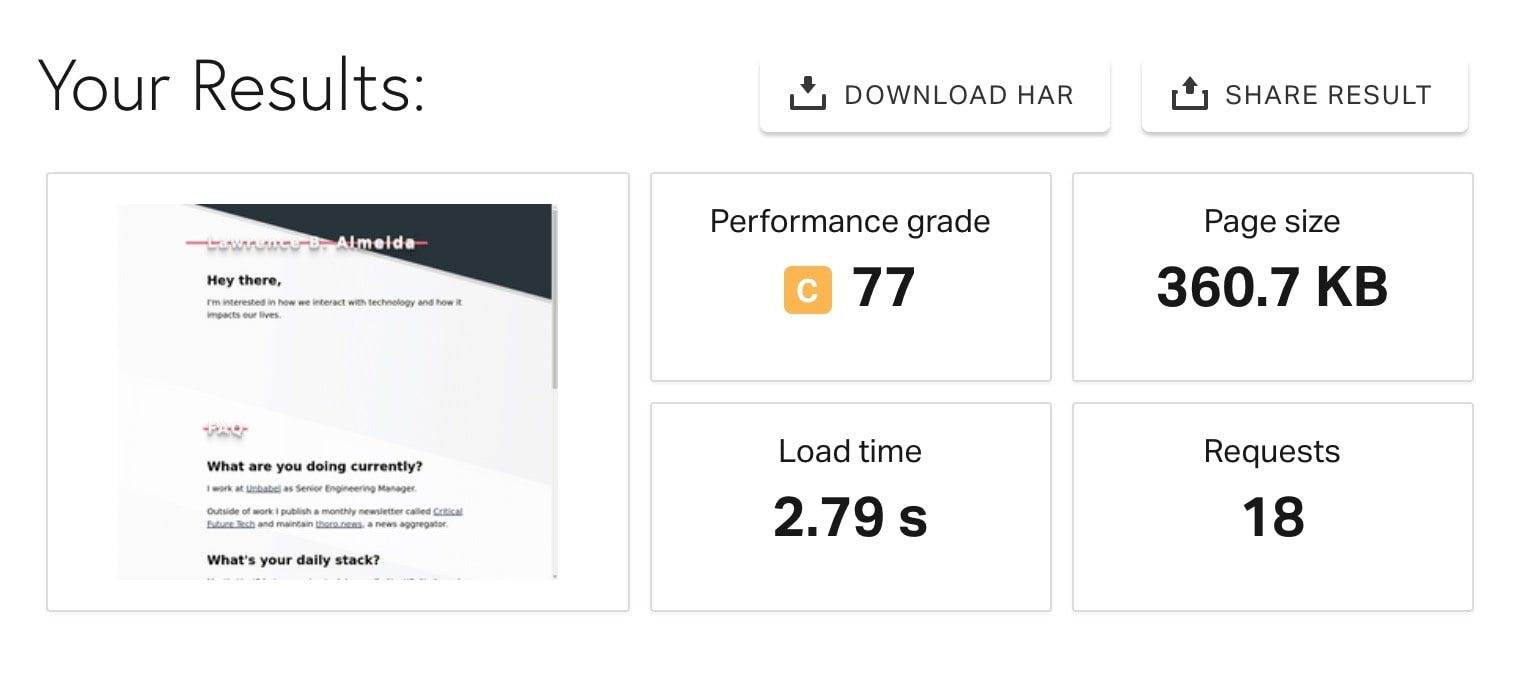 Your Results:
DOWNLOAD HAR
SHARE RESULT
Lawrence B. Almeida
Hey there,
I'm interested in how we interact with technology and how it
impacts our lives.
FAQ
What are you doing currently?
I work at Unbabel as Senior Engineering Manager.
Outside of work I publish a monthly newsletter called Critical
Future Tech and maintain thoro.news, a news aggregator.
What's your daily stack?
Performance grade
C 77
Page size
360.7 KB
Load time
2.79 s
Requests
18